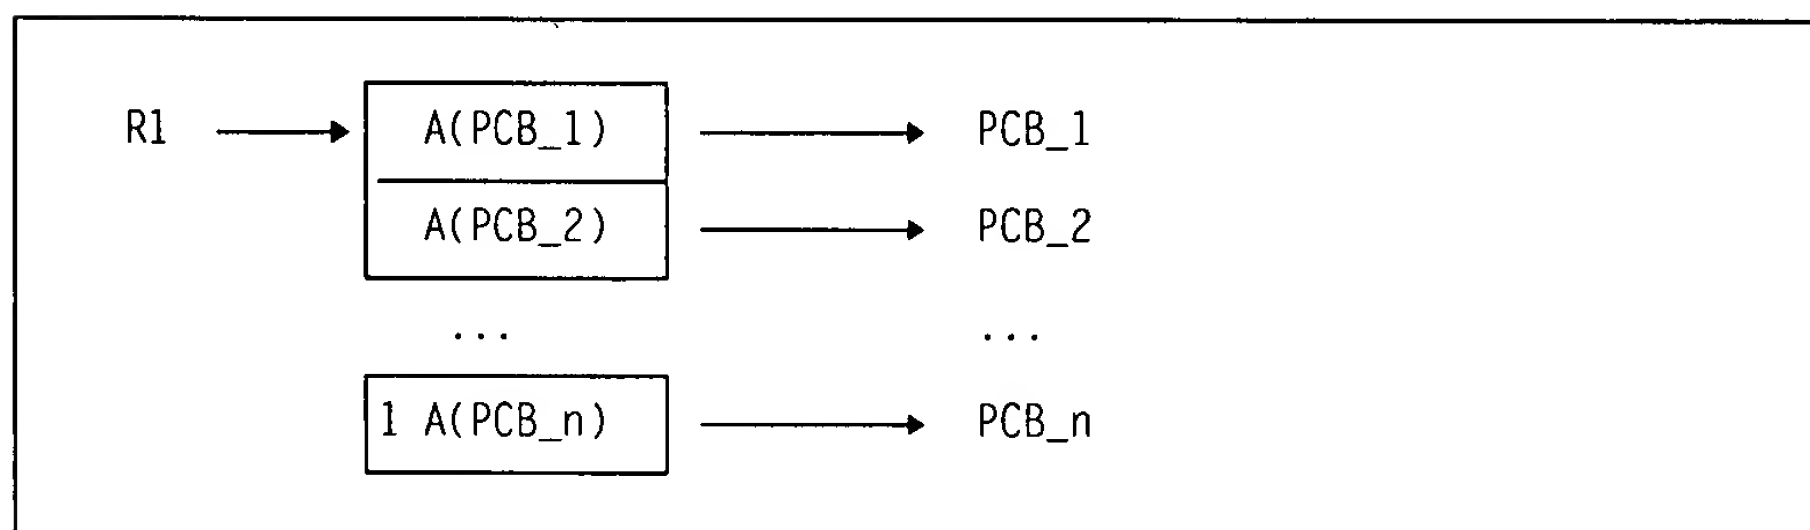 R1 A(PCB_1) PCB_1
A(PCB_2) PCB_2
... ...
1 A(PCB_n) PCB_n